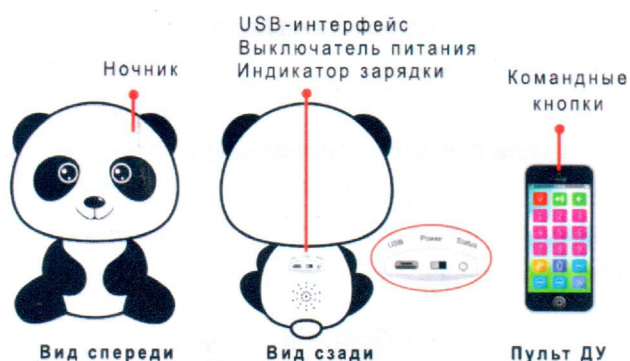 USB-интерфейс
Выключатель питания
Индикатор зарядки
Ночник
Командные
кнопки
USB
Power
Status
Вид спереди
Вид сзади
Пульт ДУ